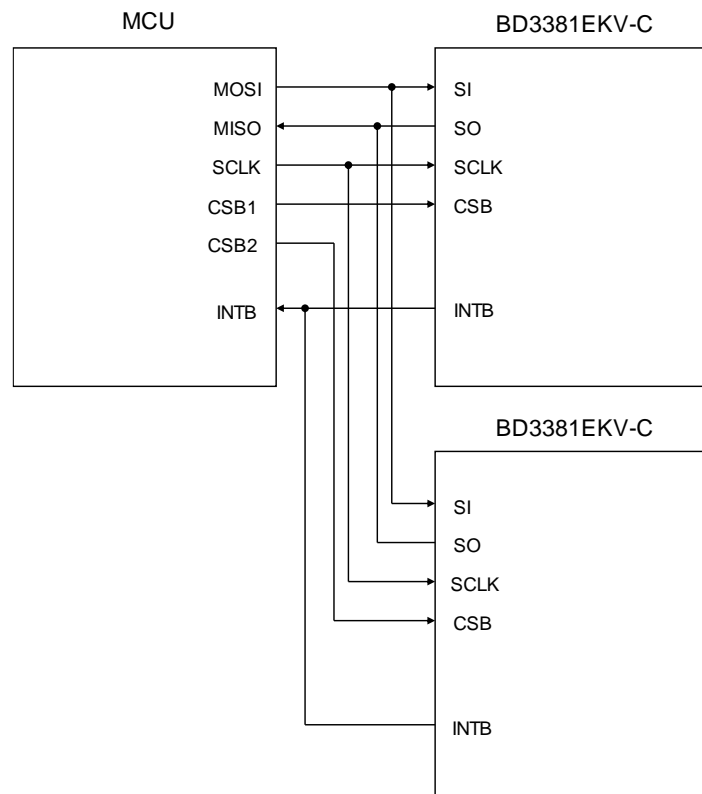 MCU
BD3381EKV-C
MOSI
SI
MISO
SO
SCLK
SCLK
CSB1
CSB
CSB2
INTB
INTB
BD3381EKV-C
SI
SO
SCLK
CSB
INTB